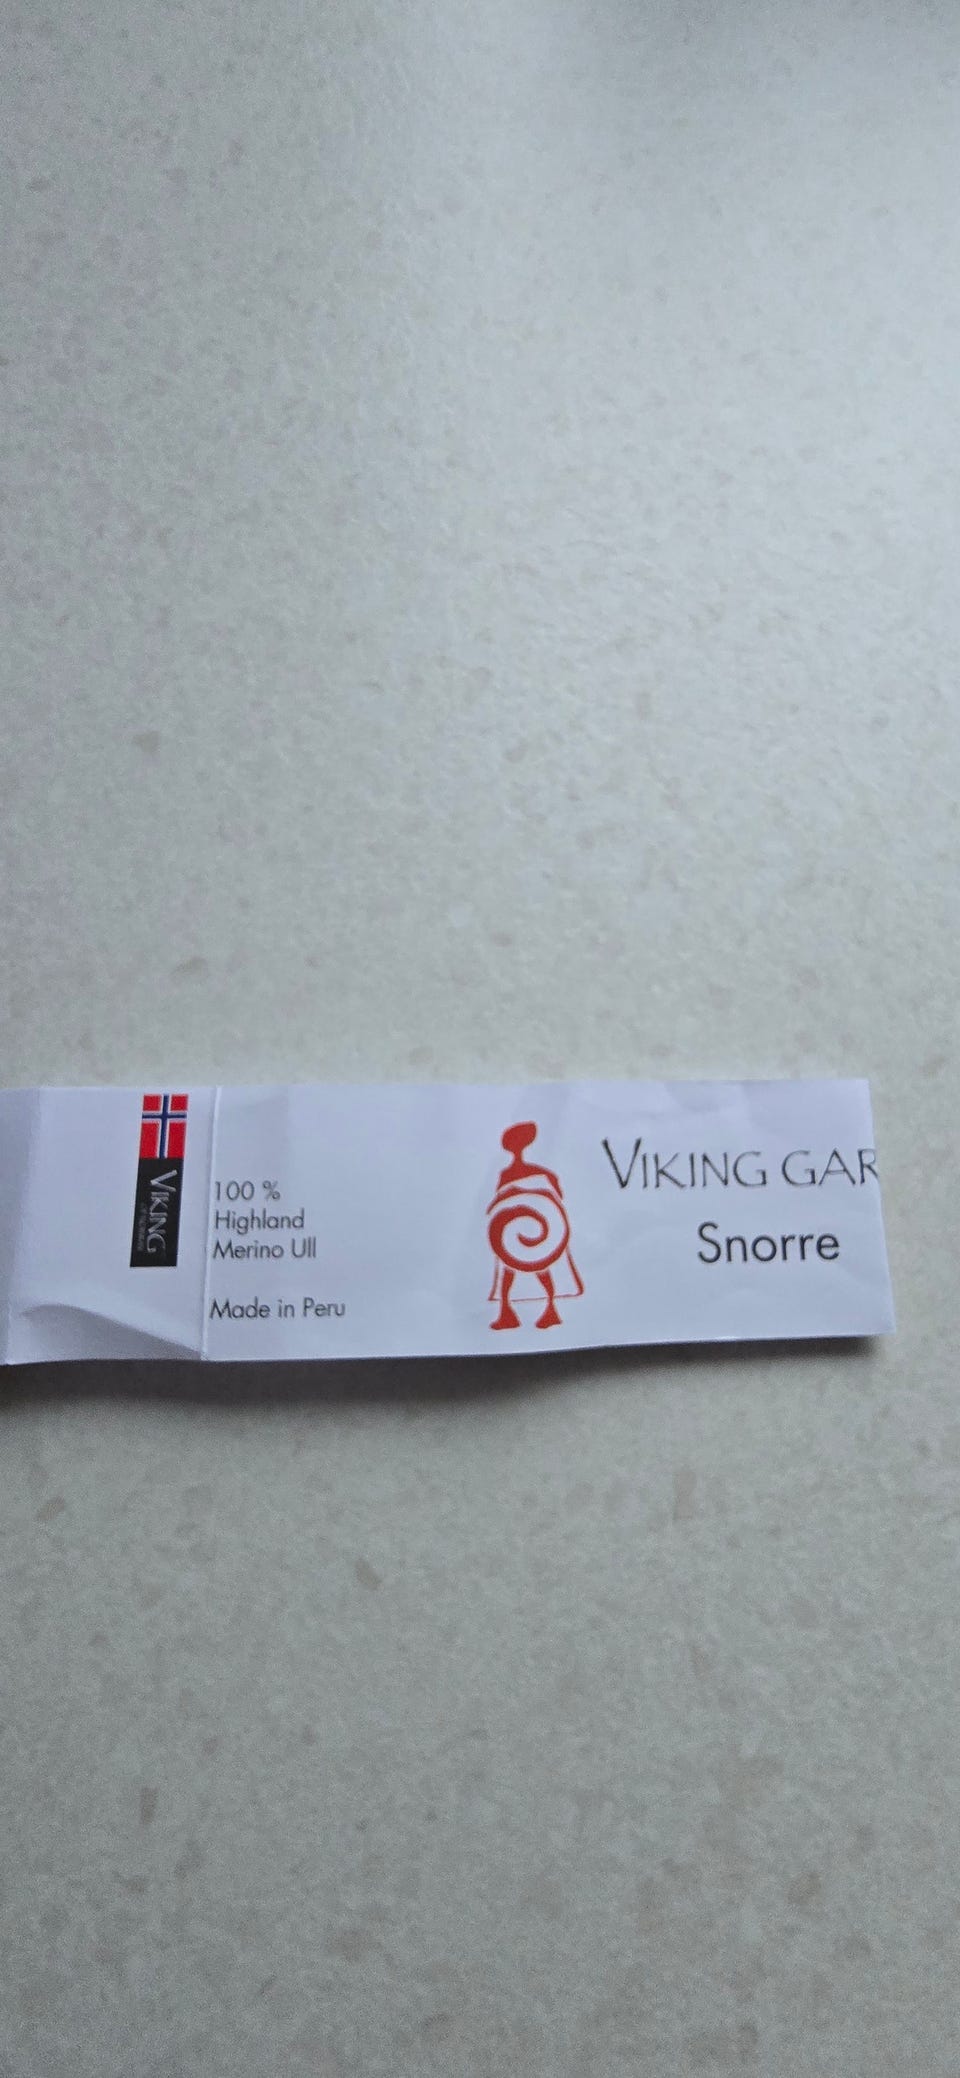 VIKING
100 %
Highland
Merino Ull
Made in Peru
VIKING GAR
Snorre